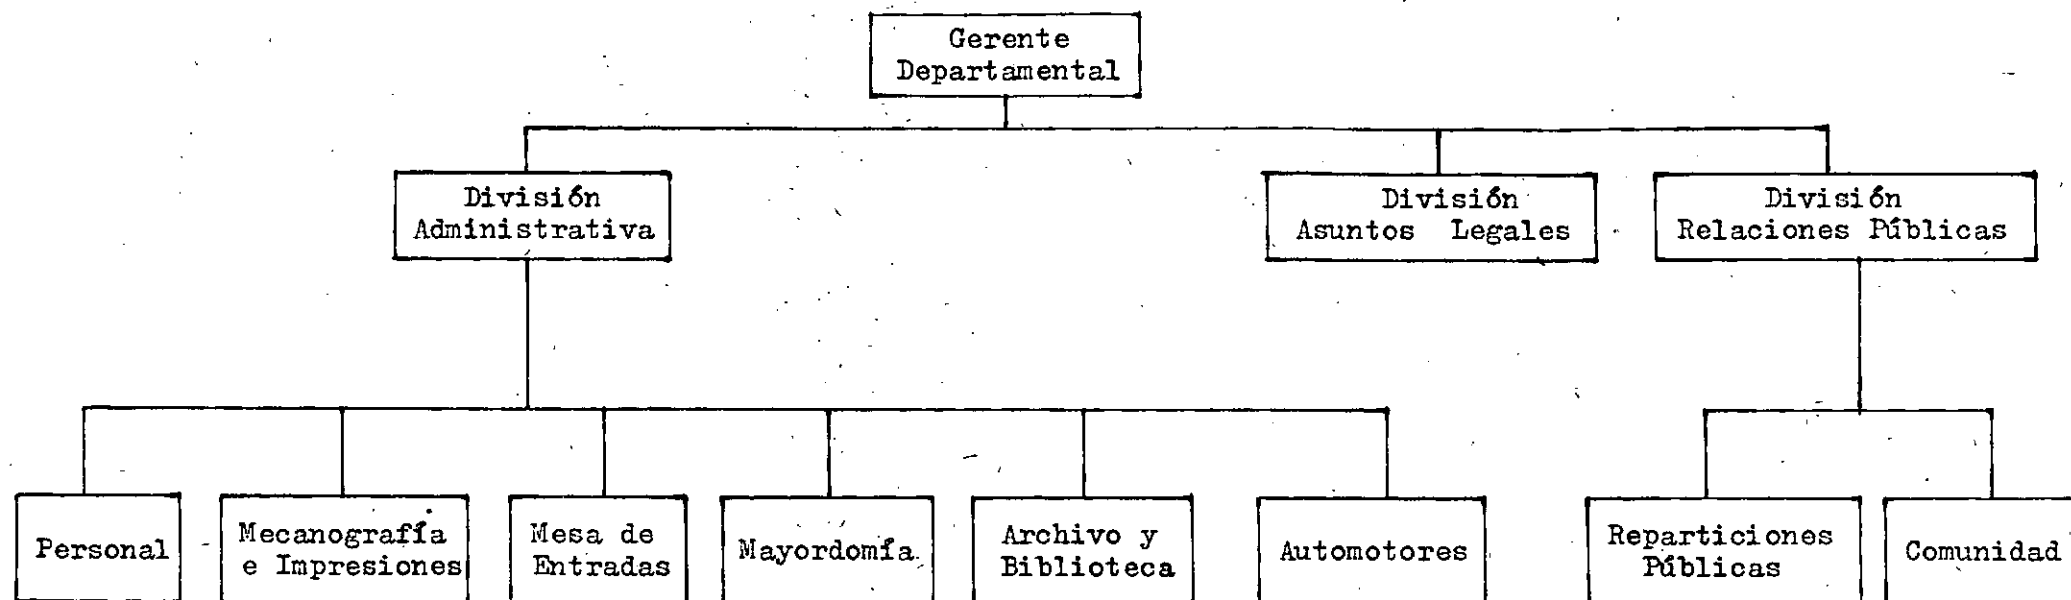 Gerente
Departamental
División
Administrativa
División
Asuntos Legales
División
Relaciones Públicas
Personal
Mecanografía
e Impresiones
Mesa de
Entradas
Mayordomía
Archivo y
Biblioteca
Automotores
Reparticiones
Públicas
Comunidad